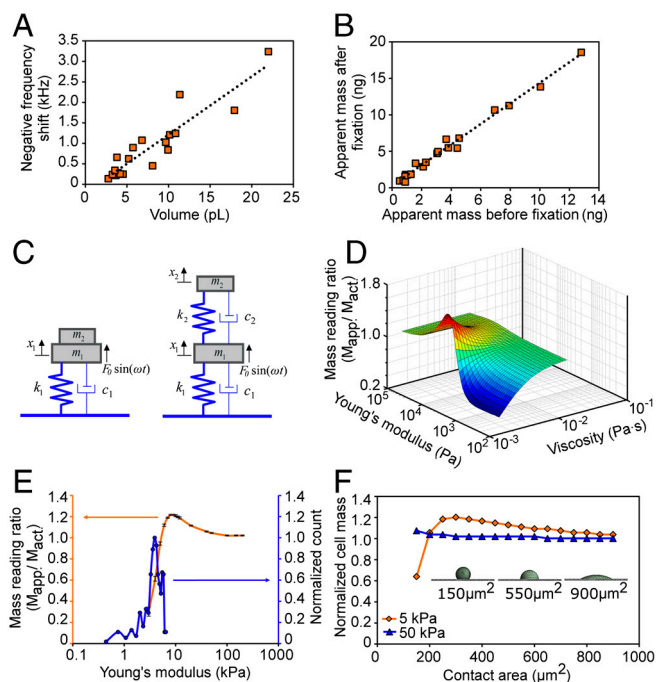 A
Negative frequency
shift (kHz)
3.5
3.0
2.5
2.0
1.5
1.0
0.5
0
0 5 10 15 20 25
Volume (pL)
B
Apparent mass after
fixation (ng)
20
15
10
5
0
0 2 4 6 8 10 12 14
Apparent mass before fixation (ng)
C
m2
x1
m1
F0 sin(ωt)
k1
c1
x2
m2
k2
c2
x1
m1
F0 sin(ωt)
k1
c1
D
Mass reading ratio
(Mapp/ Mact)
1.8
1.0
0.2
10^5
10^4
10^3
10^2
Young's modulus (Pa)
10^-3
10^-2
10^-1
Viscosity (Pa·s)
E
Mass reading ratio
(Mapp/ Mact)
1.4
1.2
1.0
0.8
0.6
0.4
0.2
0
0.1 1 10 100 1000
Young's modulus (kPa)
1.4
1.2
1.0
0.8
0.6
0.4
0.2
0
Normalized count
F
Normalized cell mass
1.4
1.2
1.0
0.8
0.6
0.4
0.2
0
150µm² 550µm² 900µm²
5 kPa
50 kPa
0 200 400 600 800 1000
Contact area (µm²)